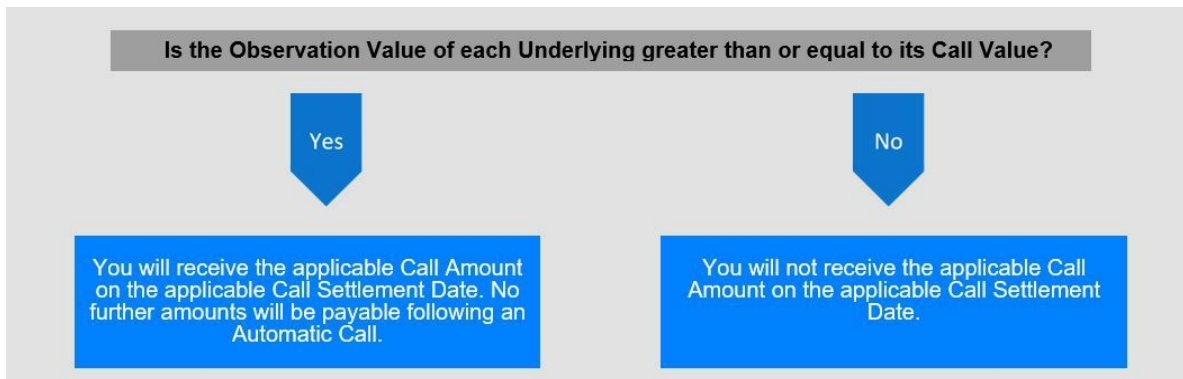 Is the Observation Value of each Underlying greater than or equal to its Call Value?
Yes
No
You will receive the applicable Call Amount
on the applicable Call Settlement Date. No
further amounts will be payable following an
Automatic Call.
You will not receive the applicable Call
Amount on the applicable Call Settlement
Date.